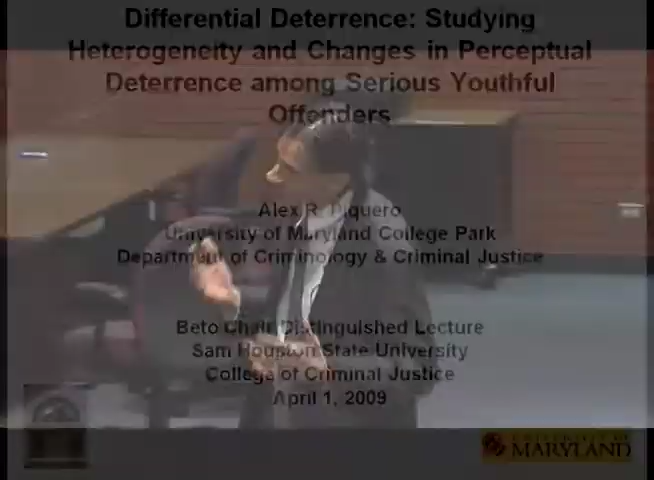 Differential Deterrence: Studying
Heterogeneity and Changes in Perceptual
Deterrence among Serious Youthful
Offenders
Alex R. Piquero
University of Maryland College Park
Department of Criminology & Criminal Justice
Beto Chair Distinguished Lecture
Sam Houston State University
College of Criminal Justice
April 1, 2009
UNIVERSITY OF
MARYLAND